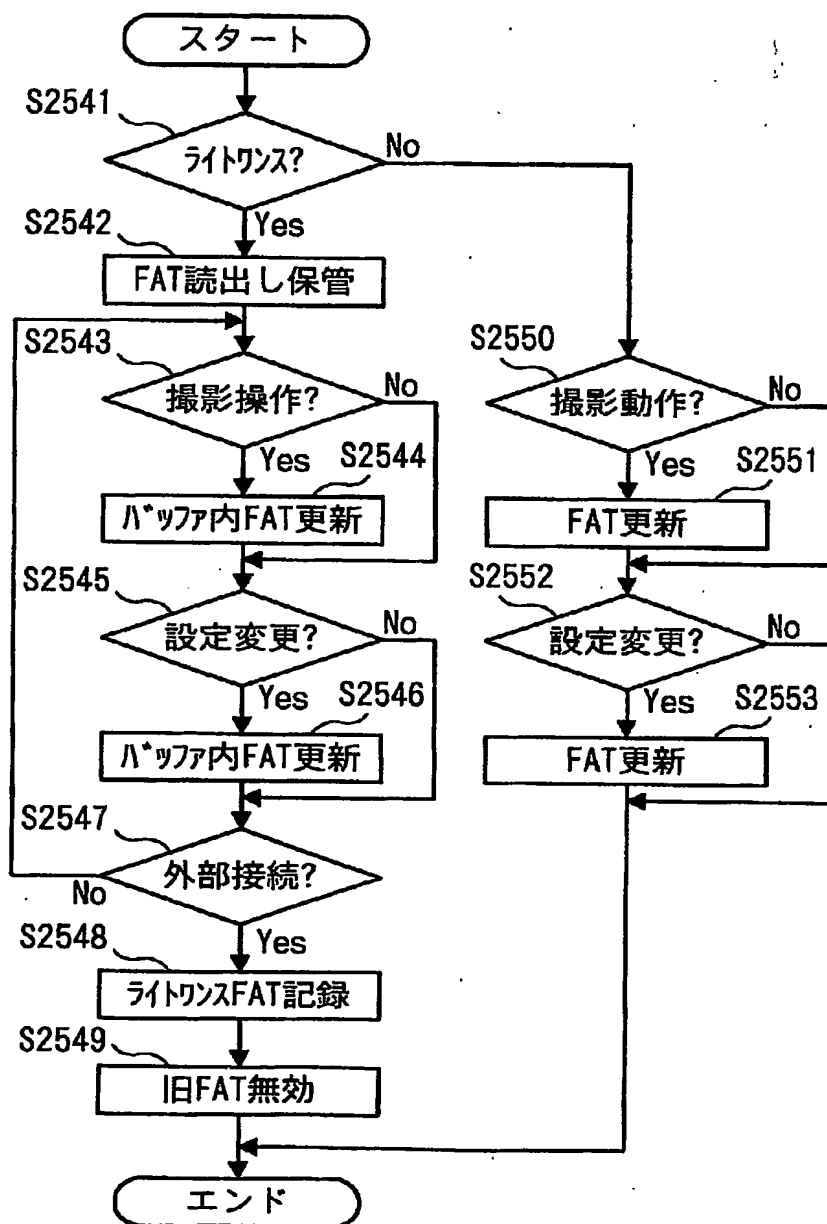 スタート
S2541
ライトワンス?
No
Yes
S2542
FAT読出し保管
S2543
撮影操作?
No
Yes
S2544
バッファ内FAT更新
S2545
設定変更?
No
Yes
S2546
バッファ内FAT更新
S2547
外部接続?
No
Yes
S2548
ライトワンスFAT記録
S2549
旧FAT無効
S2550
撮影動作?
No
Yes
S2551
FAT更新
S2552
設定変更?
No
Yes
S2553
FAT更新
エンド